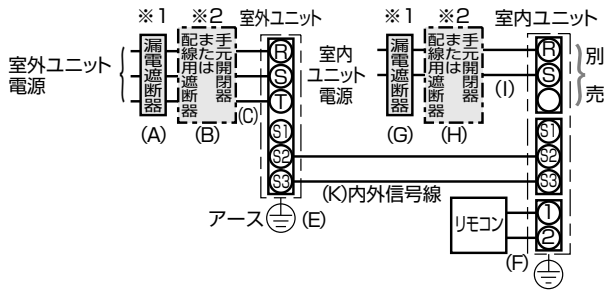 ※1
※2
室外ユニット
※1
※2
室内ユニット
室外ユニット
電源
漏電遮断器
手元開閉器
または
配線用遮断器
R
S
T
S1
S2
S3
(A)
(B)
(C)
アース
(E)
室内
ユニット
電源
漏電遮断器
手元開閉器
または
配線用遮断器
(G)
(H)
(I)
R
S
別
売
S1
S2
S3
(K)内外信号線
リモコン
1
2
(F)